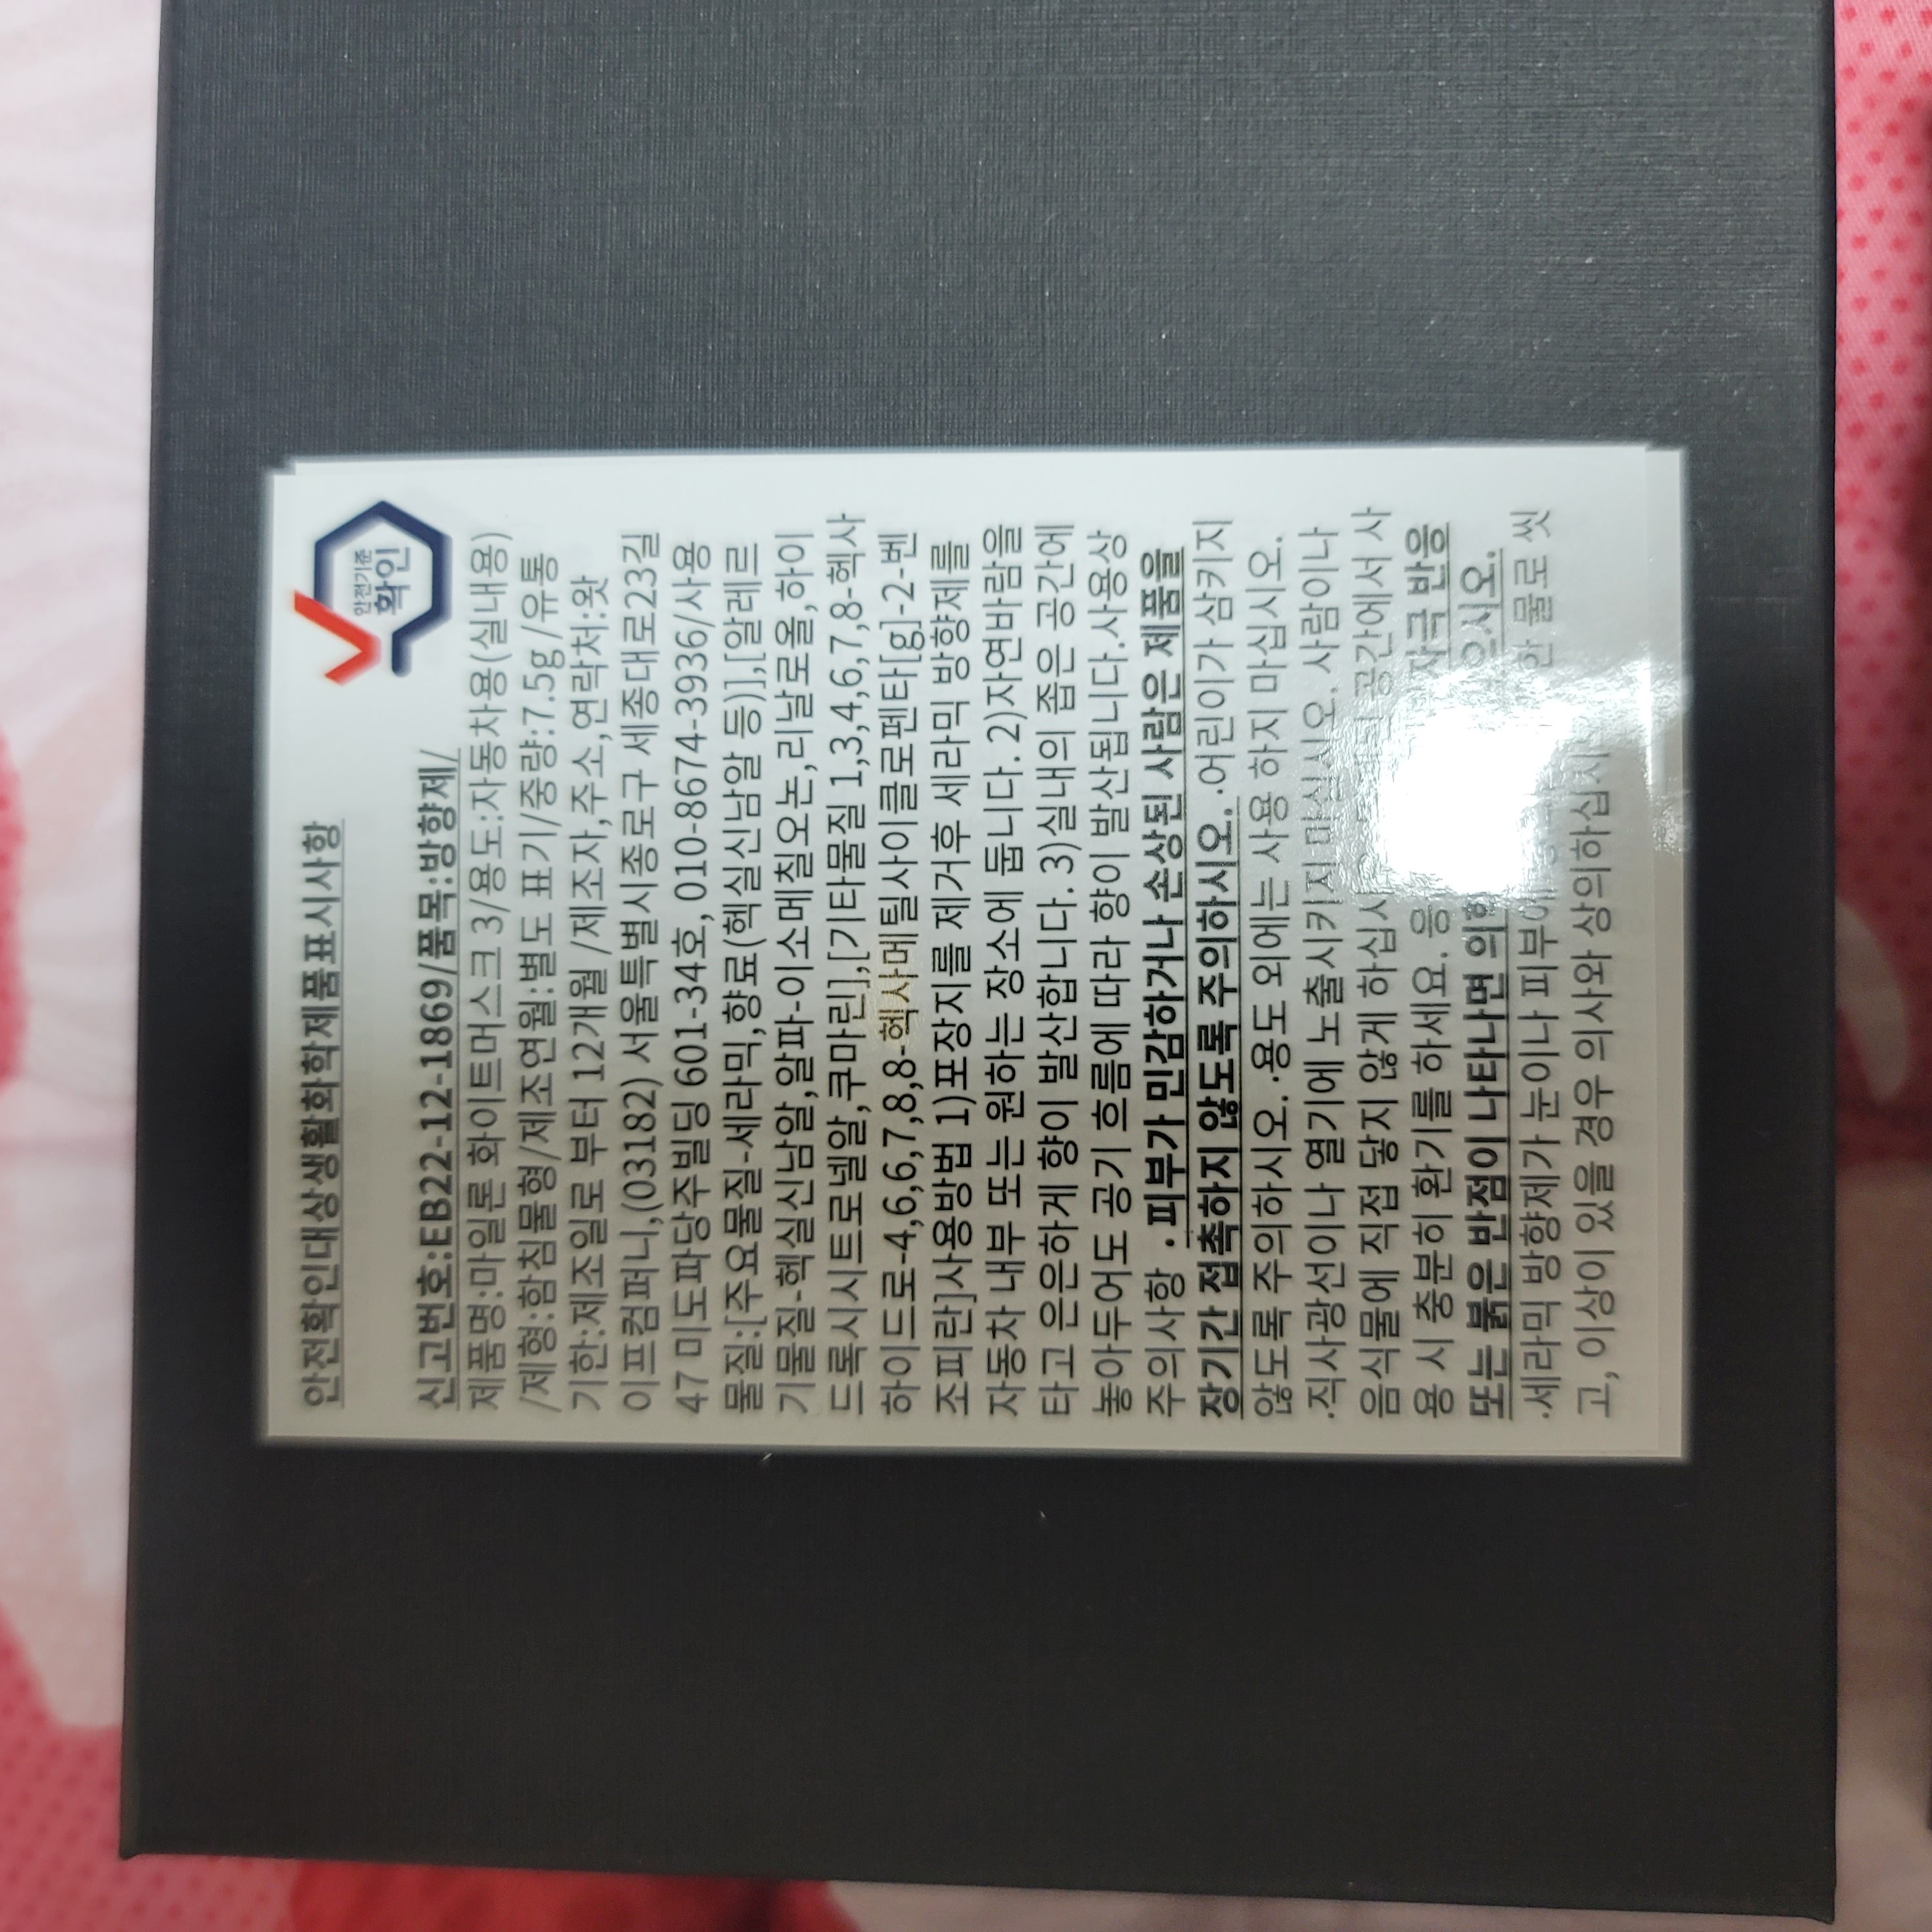 안전확인대상생활화학제품표시사항
안전기준
확인
신고번호:EB22-12-1869/품목:방향제/
제품명:마일론 화이트머스크 3/용도:자동차용(실내용)
/제형:함침물형/제조연월:별도 표기/중량:7.5g /유통
기한:제조일로 부터 12개월 /제조자,주소,연락처:왓
이프컴퍼니,(03182) 서울특별시종로구 세종대로23길
47 미도파당주빌딩 601-34호, 010-8674-3936/사용
물질:[주요물질-세라믹,향료(헥실신남알 등)],[알레르
기물질-헥실신남알,알파-이소메칠오논,리날로올,하이
드록시시트로넬알,쿠마린],[기타물질 1,3,4,6,7,8-헥사
하이드로-4,6,6,7,8,8-헥사메틸사이클로펜타[g]-2-벤
조피란]사용방법 1)포장지를 제거후 세라믹 방향제를
자동차 내부 또는 원하는 장소에 둡니다. 2)자연바람을
타고 은은하게 향이 발산합니다. 3)실내의 좁은 공간에
놓아두어도 공기 흐름에 따라 향이 발산됩니다.사용상
주의사항 ·피부가 민감하거나 손상된 사람은 제품을
장기간 접촉하지 않도록 주의하시오. ·어린이가 삼키지
않도록 주의하시오. ·용도 외에는 사용 하지 마십시오.
·직사광선이나 열기에 노출시키지 마십시오. 사람이나
음식물에 직접 닿지 않게 하십시오. 공간에서 사
용 시 충분히 환기를 하세요. 자극 반응
또는 붉은 반점이 나타나면
·세라믹 방향제가 눈이나 피부에 물로 씻
고, 이상이 있을 경우 의사와 상의하십시